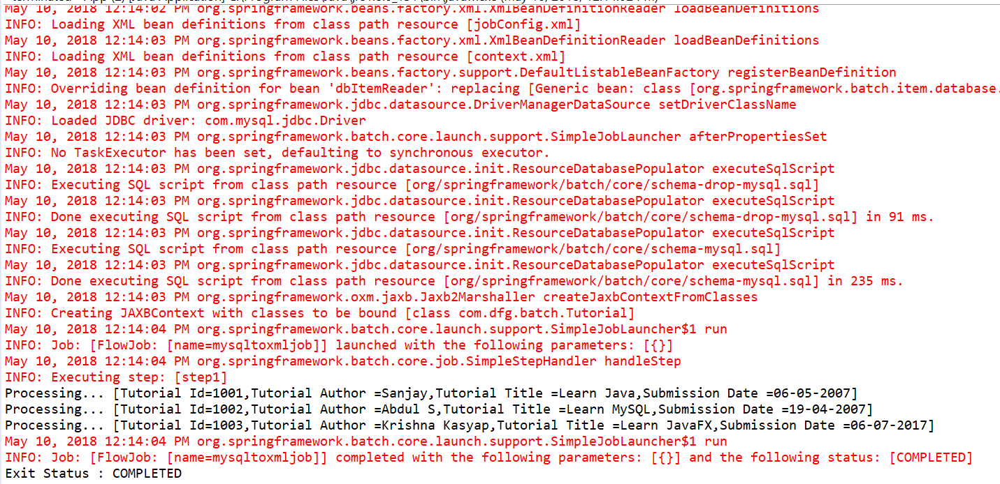 May 10, 2018 12:14:02 PM org.springframework.beans.factory.xml.XmlBeanDefinitionReader loadBeanDefinitions
INFO: Loading XML bean definitions from class path resource [jobConfig.xml]
May 10, 2018 12:14:03 PM org.springframework.beans.factory.xml.XmlBeanDefinitionReader loadBeanDefinitions
INFO: Loading XML bean definitions from class path resource [context.xml]
May 10, 2018 12:14:03 PM org.springframework.beans.factory.support.DefaultListableBeanFactory registerBeanDefinition
INFO: Overriding bean definition for bean 'dbItemReader': replacing [Generic bean: class [org.springframework.batch.item.database.
May 10, 2018 12:14:03 PM org.springframework.jdbc.datasource.DriverManagerDataSource setDriverClassName
INFO: Loaded JDBC driver: com.mysql.jdbc.Driver
May 10, 2018 12:14:03 PM org.springframework.batch.core.launch.support.SimpleJobLauncher afterPropertiesSet
INFO: No TaskExecutor has been set, defaulting to synchronous executor.
May 10, 2018 12:14:03 PM org.springframework.jdbc.datasource.init.ResourceDatabasePopulator executeSqlScript
INFO: Executing SQL script from class path resource [org/springframework/batch/core/schema-drop-mysql.sql]
May 10, 2018 12:14:03 PM org.springframework.jdbc.datasource.init.ResourceDatabasePopulator executeSqlScript
INFO: Done executing SQL script from class path resource [org/springframework/batch/core/schema-drop-mysql.sql] in 91 ms.
May 10, 2018 12:14:03 PM org.springframework.jdbc.datasource.init.ResourceDatabasePopulator executeSqlScript
INFO: Executing SQL script from class path resource [org/springframework/batch/core/schema-mysql.sql]
May 10, 2018 12:14:03 PM org.springframework.jdbc.datasource.init.ResourceDatabasePopulator executeSqlScript
INFO: Done executing SQL script from class path resource [org/springframework/batch/core/schema-mysql.sql] in 235 ms.
May 10, 2018 12:14:03 PM org.springframework.oxm.jaxb.Jaxb2Marshaller createJaxbContextFromClasses
INFO: Creating JAXBContext with classes to be bound [class com.dfg.batch.Tutorial]
May 10, 2018 12:14:04 PM org.springframework.batch.core.launch.support.SimpleJobLauncher$1 run
INFO: Job: [FlowJob: [name=mysqltoxmljob]] launched with the following parameters: [{}]
May 10, 2018 12:14:04 PM org.springframework.batch.core.job.SimpleStepHandler handleStep
INFO: Executing step: [step1]
Processing... [Tutorial Id=1001,Tutorial Author =Sanjay,Tutorial Title =Learn Java,Submission Date =06-05-2007]
Processing... [Tutorial Id=1002,Tutorial Author =Abdul S,Tutorial Title =Learn MySQL,Submission Date =19-04-2007]
Processing... [Tutorial Id=1003,Tutorial Author =Krishna Kasyap,Tutorial Title =Learn JavaFX,Submission Date =06-07-2017]
May 10, 2018 12:14:04 PM org.springframework.batch.core.launch.support.SimpleJobLauncher$1 run
INFO: Job: [FlowJob: [name=mysqltoxmljob]] completed with the following parameters: [{}] and the following status: [COMPLETED]
Exit Status : COMPLETED